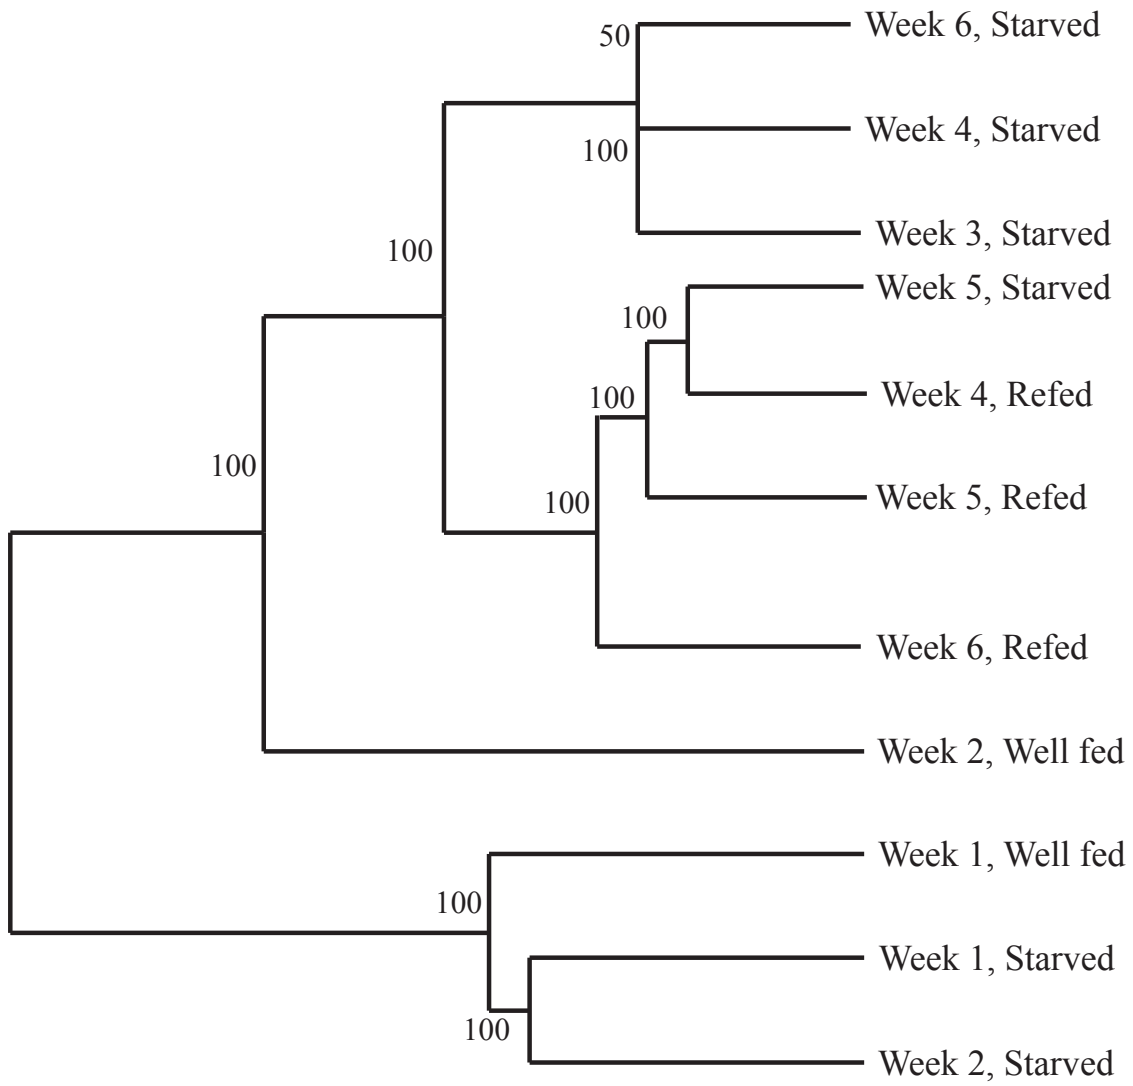 50
Week 6, Starved
Week 4, Starved
100
Week 3, Starved
100
Week 5, Starved
100
Week 4, Refed
100
100
Week 5, Refed
100
Week 6, Refed
Week 2, Well fed
Week 1, Well fed
100
Week 1, Starved
100
Week 2, Starved